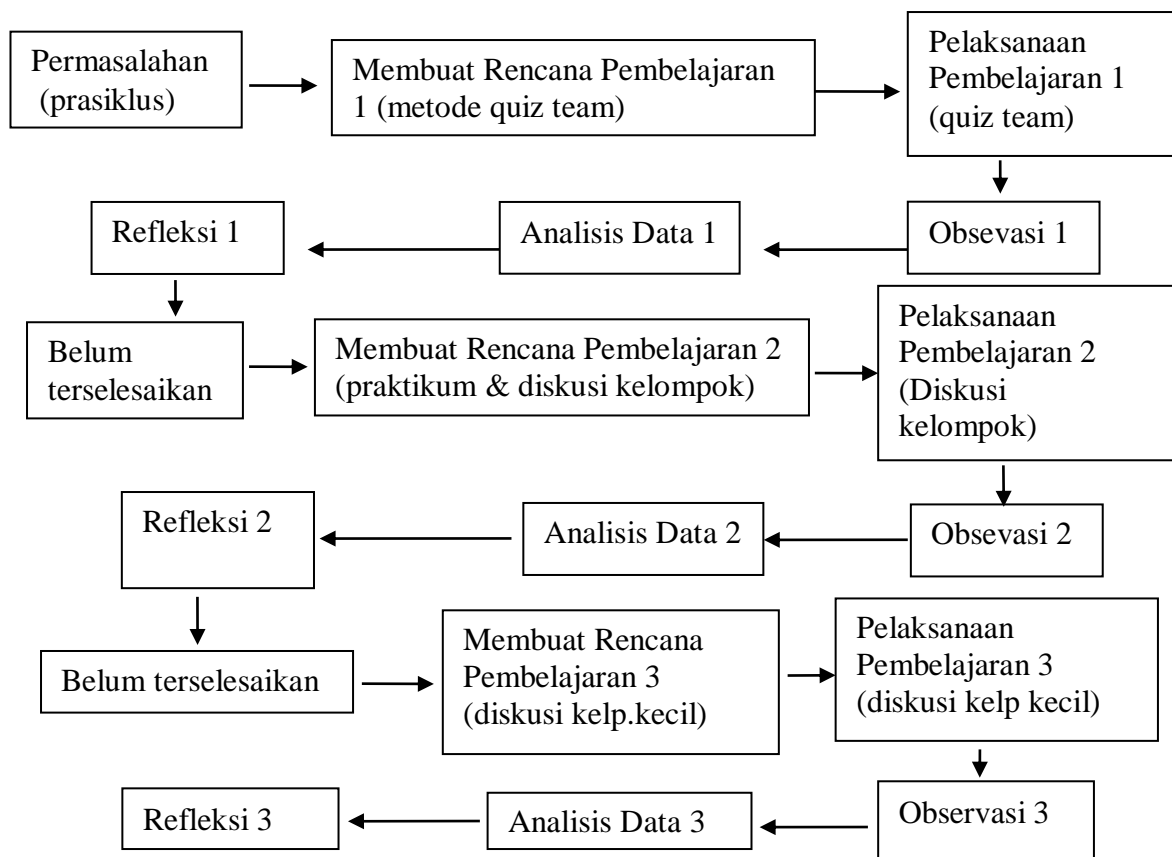 Permasalahan
(prasiklus)
Membuat Rencana Pembelajaran
1 (metode quiz team)
Pelaksanaan
Pembelajaran 1
(quiz team)
Refleksi 1
Analisis Data 1
Obsevasi 1
Belum
terselesaikan
Membuat Rencana Pembelajaran 2
(praktikum & diskusi kelompok)
Pelaksanaan
Pembelajaran 2
(Diskusi
kelompok)
Refleksi 2
Analisis Data 2
Obsevasi 2
Belum terselesaikan
Membuat Rencana
Pembelajaran 3
(diskusi kelp.kecil)
Pelaksanaan
Pembelajaran 3
(diskusi kelp kecil)
Refleksi 3
Analisis Data 3
Observasi 3